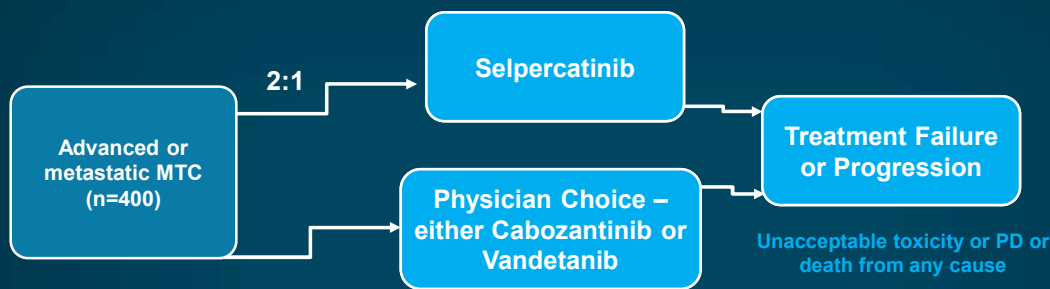 2:1
Selpercatinib
Advanced or
metastatic MTC
(n=400)
Physician Choice –
either Cabozantinib or
Vandetanib
Treatment Failure
or Progression
Unacceptable toxicity or PD or
death from any cause